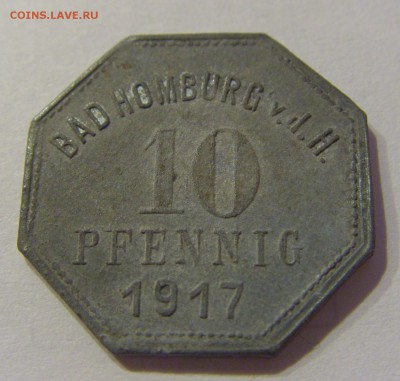 COINS.LAVE.RU
BAD HOMBURG v.d.H.
10
PFENNIG
1917